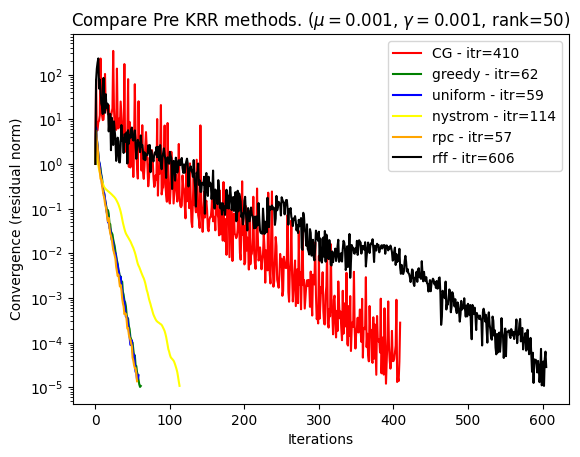 Compare Pre KRR methods. (μ = 0.001, γ = 0.001, rank=50)
Convergence (residual norm)
10²
10¹
10⁰
10⁻¹
10⁻²
10⁻³
10⁻⁴
10⁻⁵
CG - itr=410
greedy - itr=62
uniform - itr=59
nystrom - itr=114
rpc - itr=57
rff - itr=606
0 100 200 300 400 500 600
Iterations